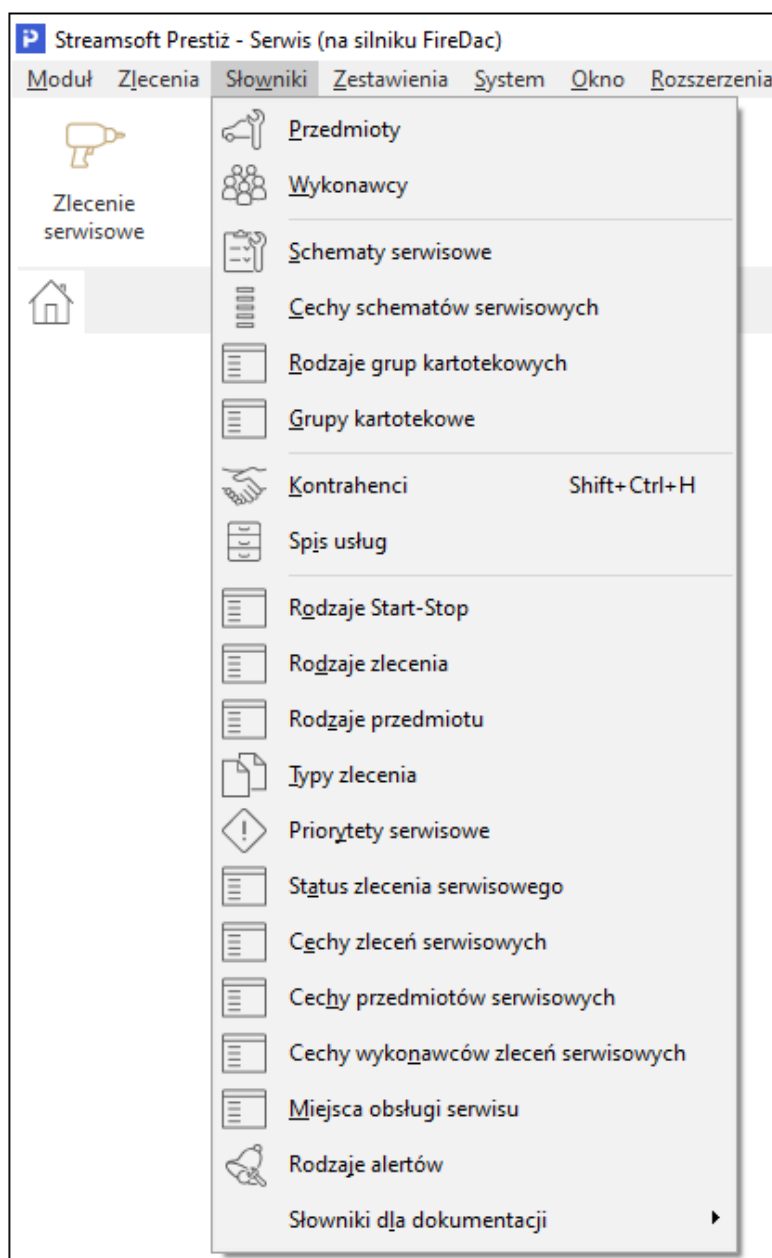 Streamsoft Prestiż - Serwis (na silniku FireDac)
Moduł Zlecenia Słowniki Zestawienia System Okno Rozszerzenia
Zlecenie
serwisowe
Przedmioty
Wykonawcy
Schematy serwisowe
Cechy schematów serwisowych
Rodzaje grup kartotekowych
Grupy kartotekowe
Kontrahenci Shift+Ctrl+H
Spis usług
Rodzaje Start-Stop
Rodzaje zlecenia
Rodzaje przedmiotu
Typy zlecenia
Priorytety serwisowe
Status zlecenia serwisowego
Cechy zleceń serwisowych
Cechy przedmiotów serwisowych
Cechy wykonawców zleceń serwisowych
Miejsca obsługi serwisu
Rodzaje alertów
Słowniki dla dokumentacji